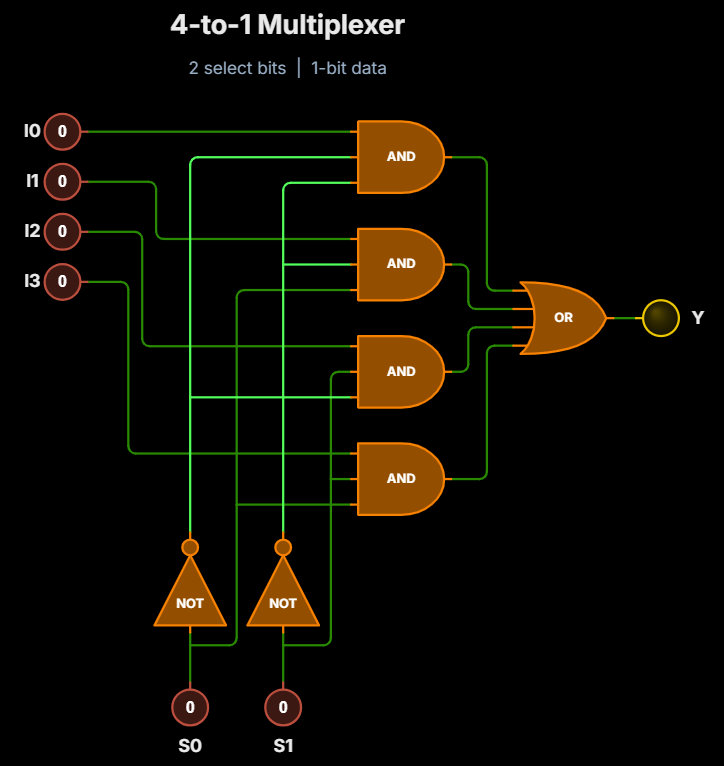 4-to-1 Multiplexer
2 select bits | 1-bit data
I0 0
I1 0
I2 0
I3 0
AND
AND
AND
AND
OR
Y
NOT NOT
0 0
S0 S1